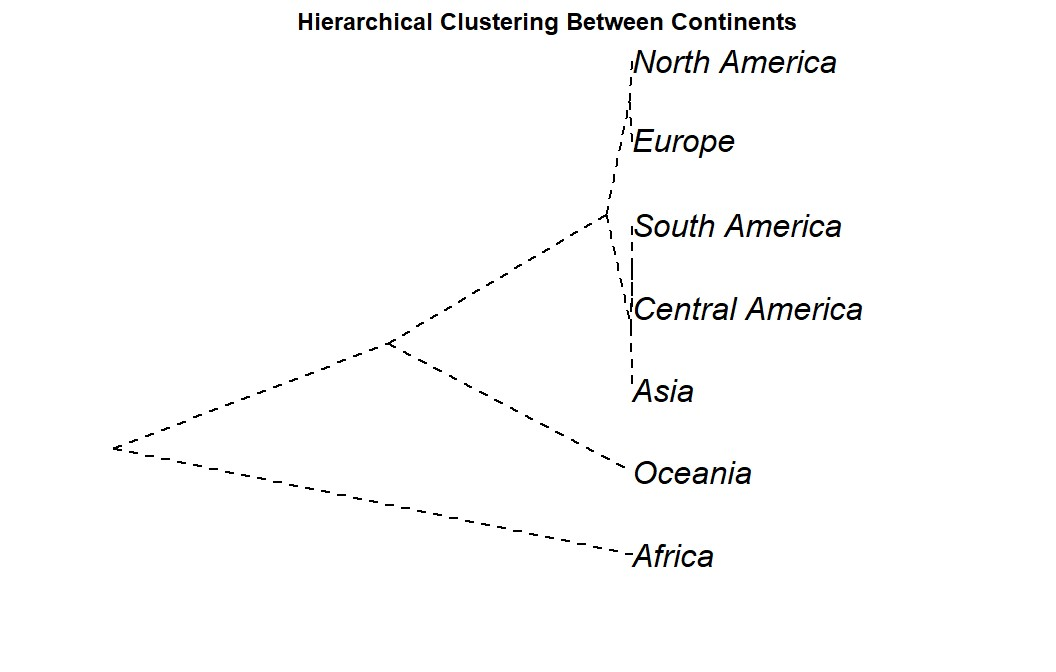 Hierarchical Clustering Between Continents
North America
Europe
South America
Central America
Asia
Oceania
Africa